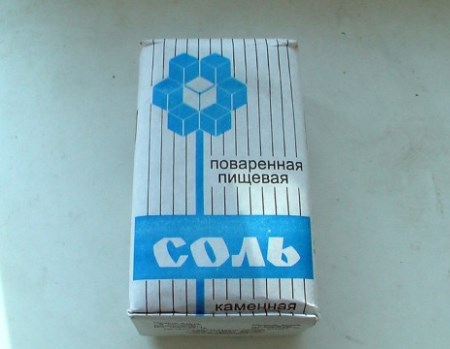 поваренная
пищевая
СОЛЬ
каменная